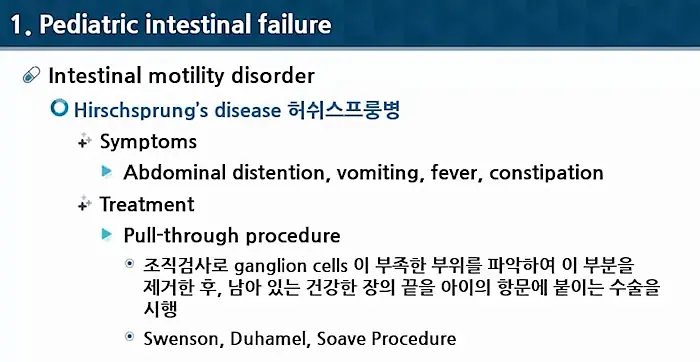 1. Pediatric intestinal failure
Intestinal motility disorder
Hirschsprung's disease 허쉬스프룽병
Symptoms
Abdominal distention, vomiting, fever, constipation
Treatment
Pull-through procedure
조직검사로 ganglion cells 이 부족한 부위를 파악하여 이 부분을
제거한 후, 남아 있는 건강한 장의 끝을 아이의 항문에 붙이는 수술을
시행
Swenson, Duhamel, Soave Procedure